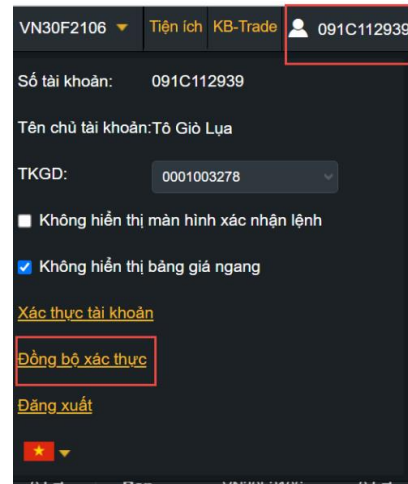 VN30F2106 Tiện ích KB-Trade 091C112939
Số tài khoản: 091C112939
Tên chủ tài khoản:Tô Giò Lụa
TKGD: 0001003278
Không hiển thị màn hình xác nhận lệnh
Không hiển thị bảng giá ngang
Xác thực tài khoản
Đồng bộ xác thực
Đăng xuất